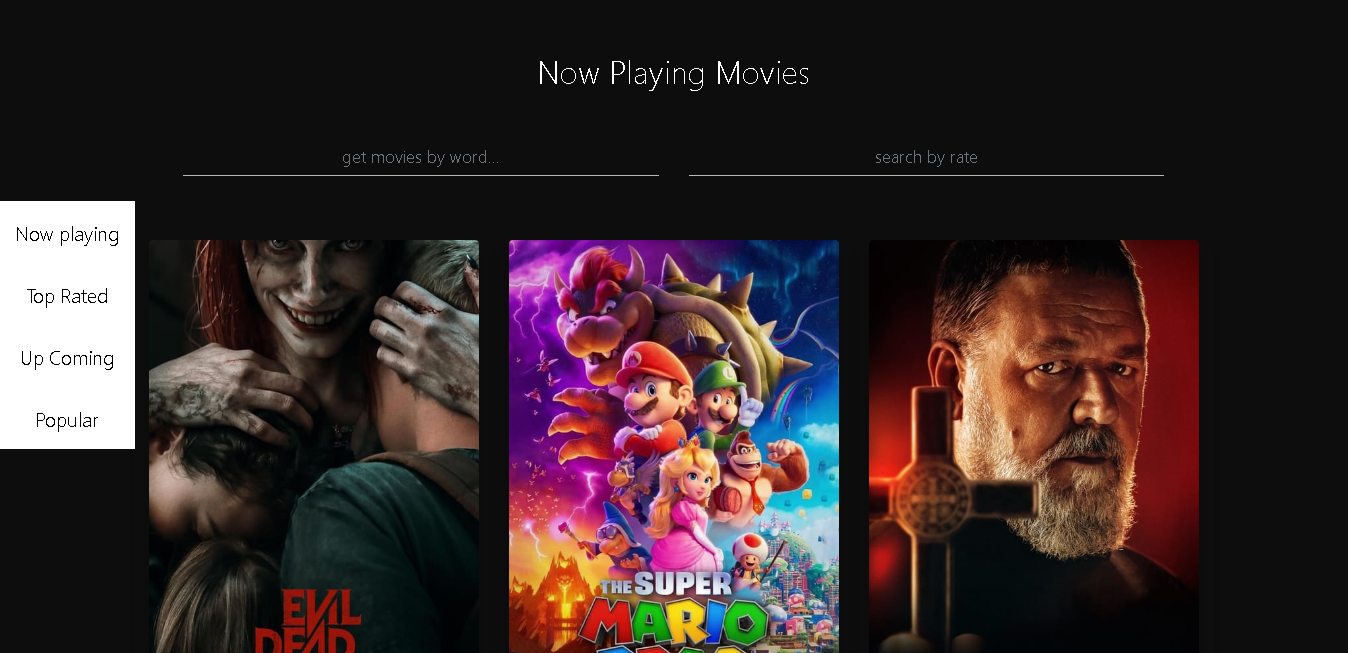 Now Playing Movies
get movies by word...
search by rate
Now playing
Top Rated
Up Coming
Popular
EVIL
DEAD
THE SUPER
MARIO